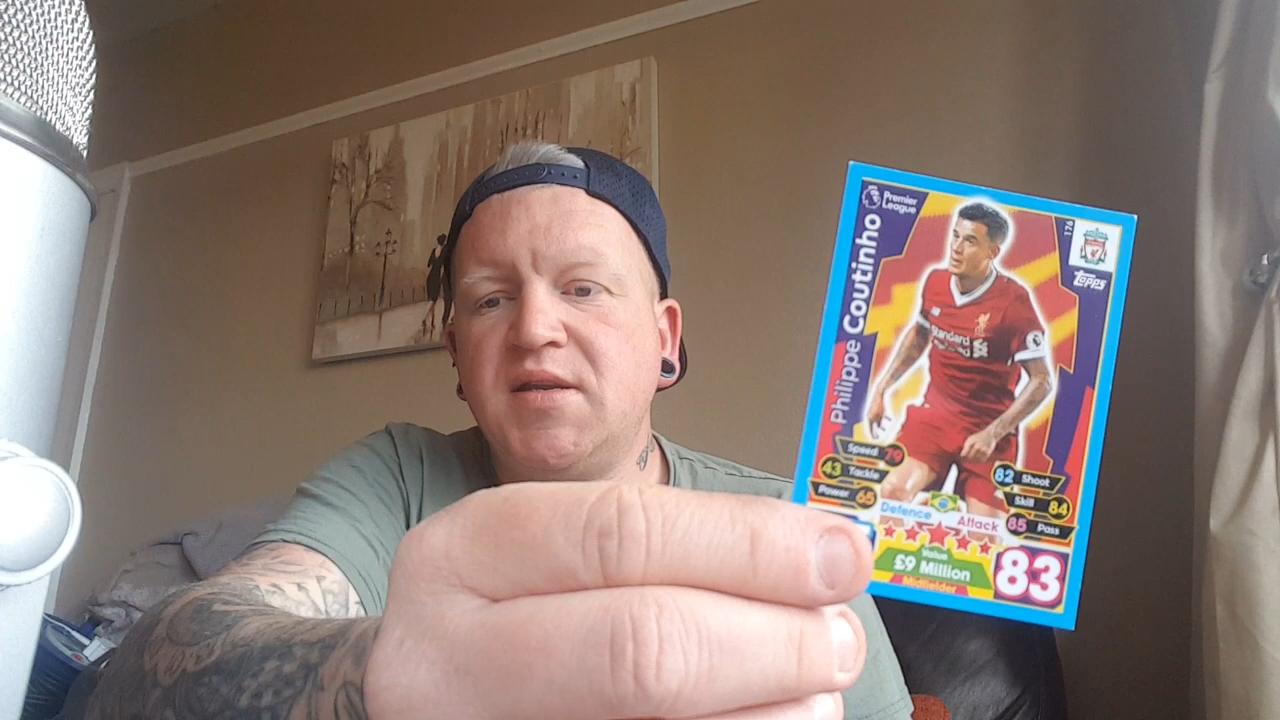 Premier
League
176
Topps
Philippe Coutinho
Standard
Speed 79
43 Tackle
Power 65
82 Shoot
Skill 84
85 Pass
Defence
Attack
Value
£9 Million
Midfielder
83